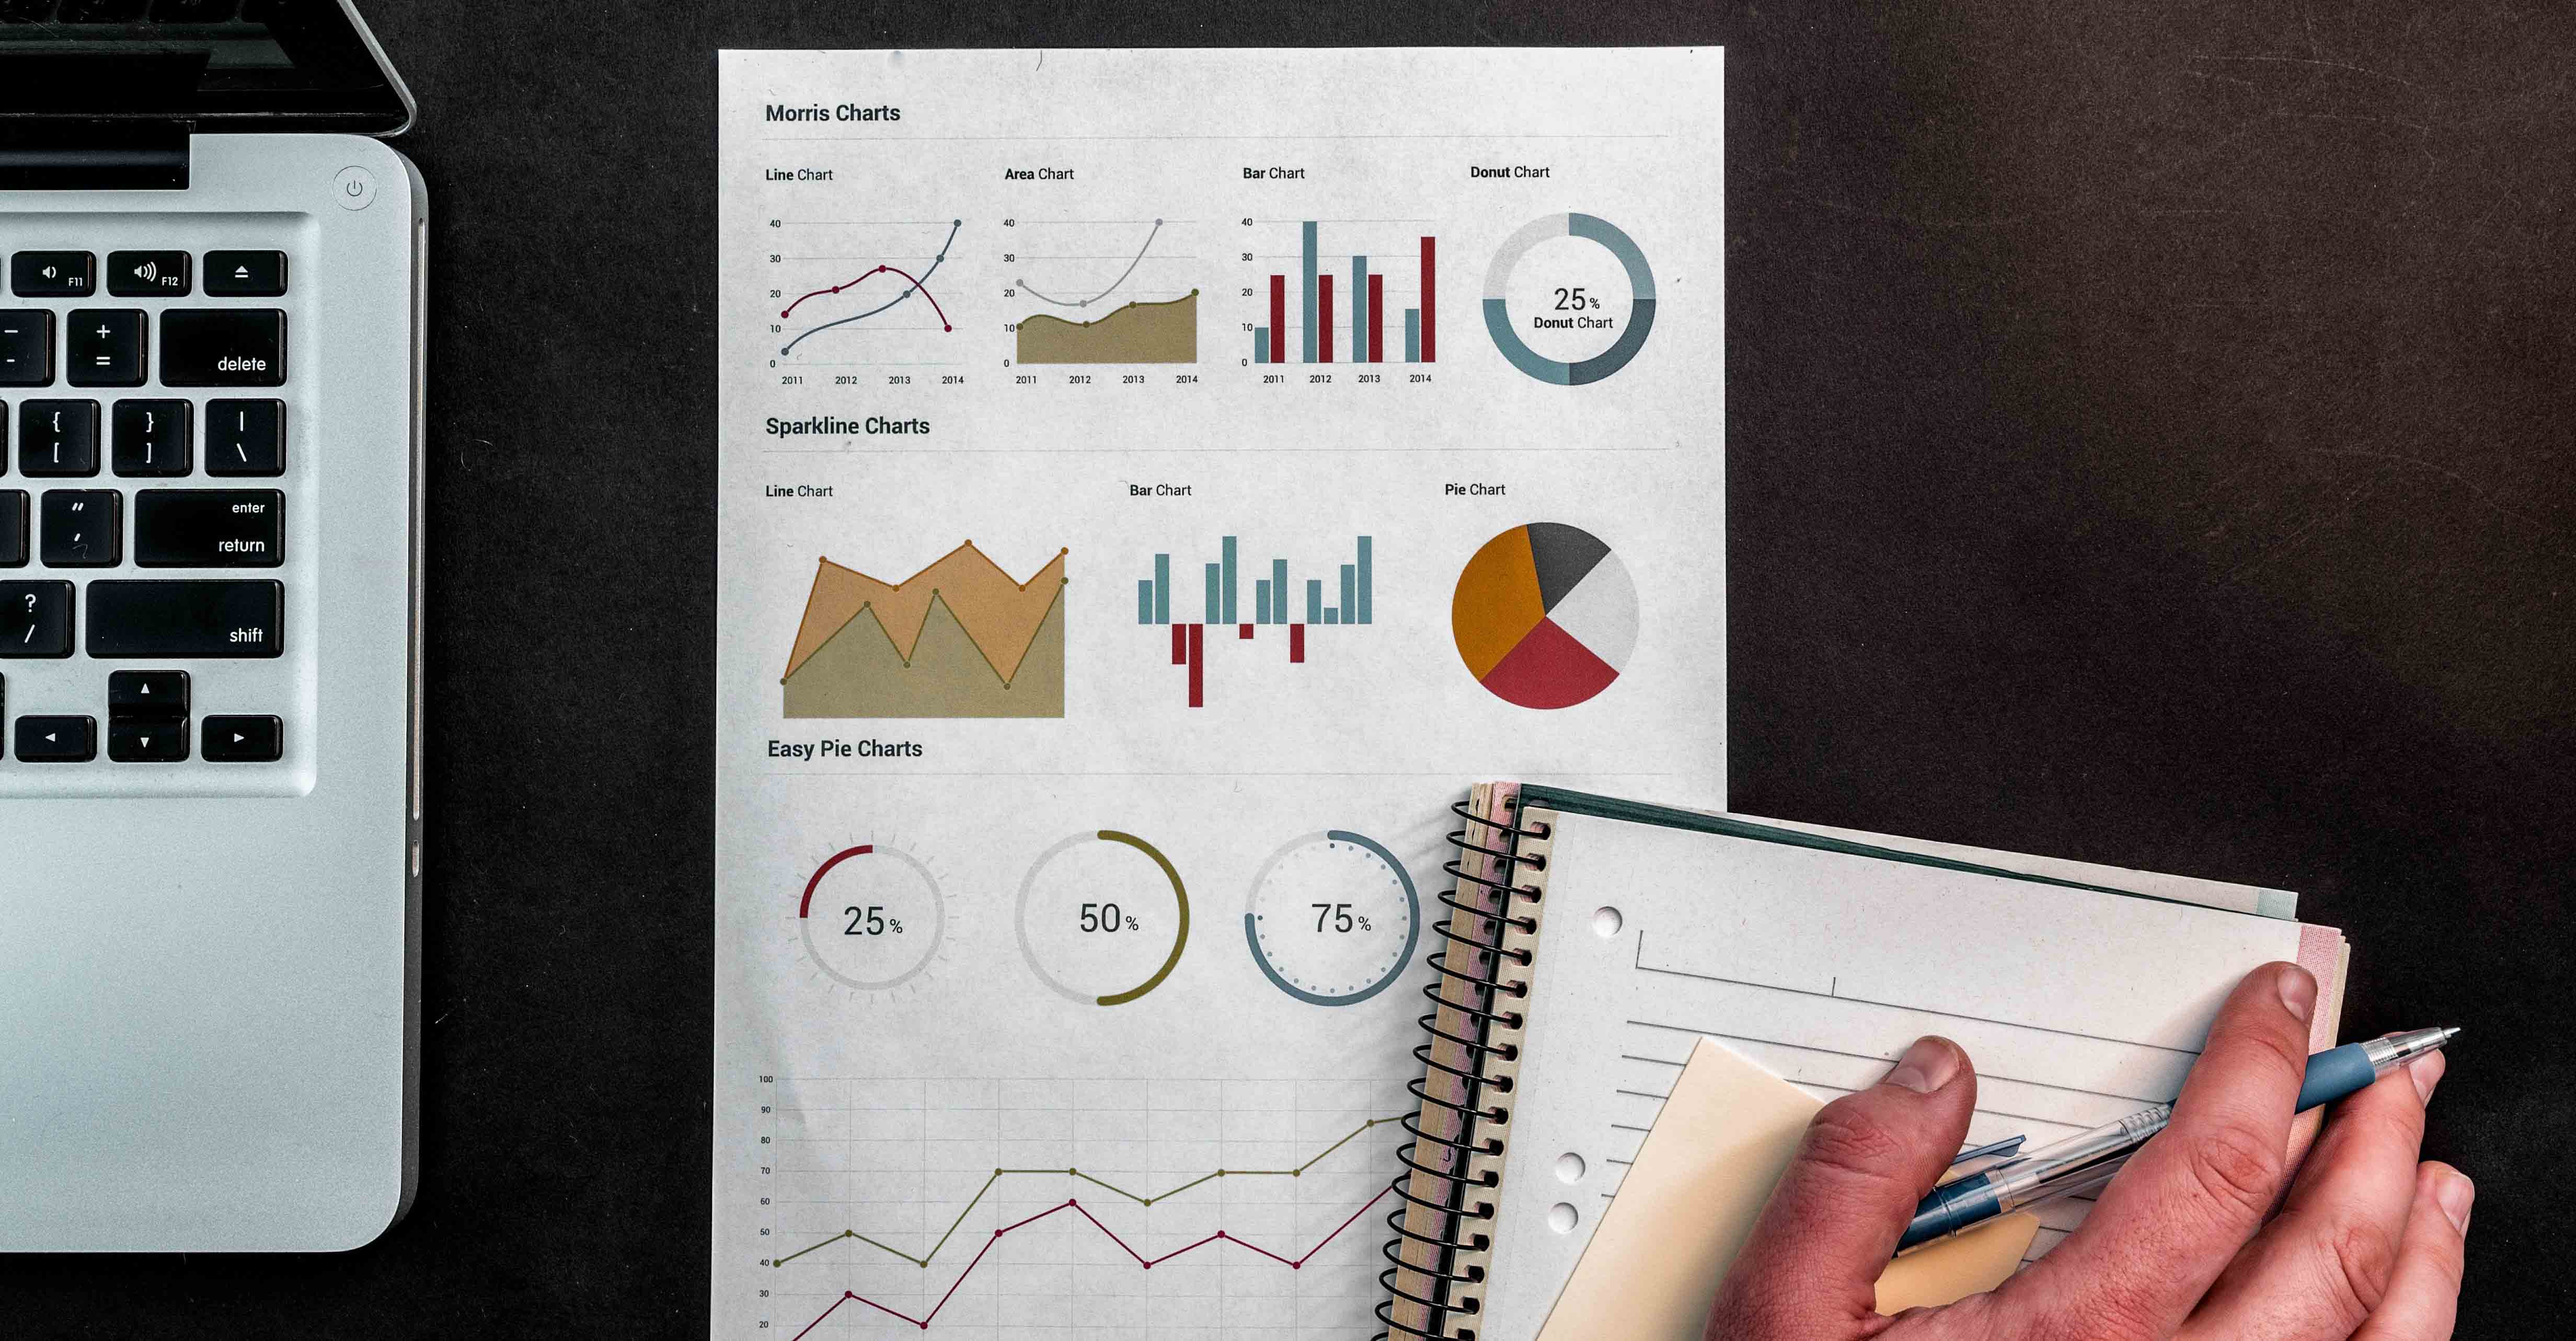 Morris Charts
Line Chart
Area Chart
Bar Chart
Donut Chart
40
30
20
10
0
2011 2012 2013 2014
40
30
20
10
0
2011 2012 2013 2014
40
30
20
10
0
2011 2012 2013 2014
25%
Donut Chart
Sparkline Charts
Line Chart
Bar Chart
Pie Chart
Easy Pie Charts
25%
50%
75%
100
90
80
70
60
50
40
30
20
F11
F12
-
+
=
delete
{
[
}
]
|
\
"
'
enter
return
?
/
shift